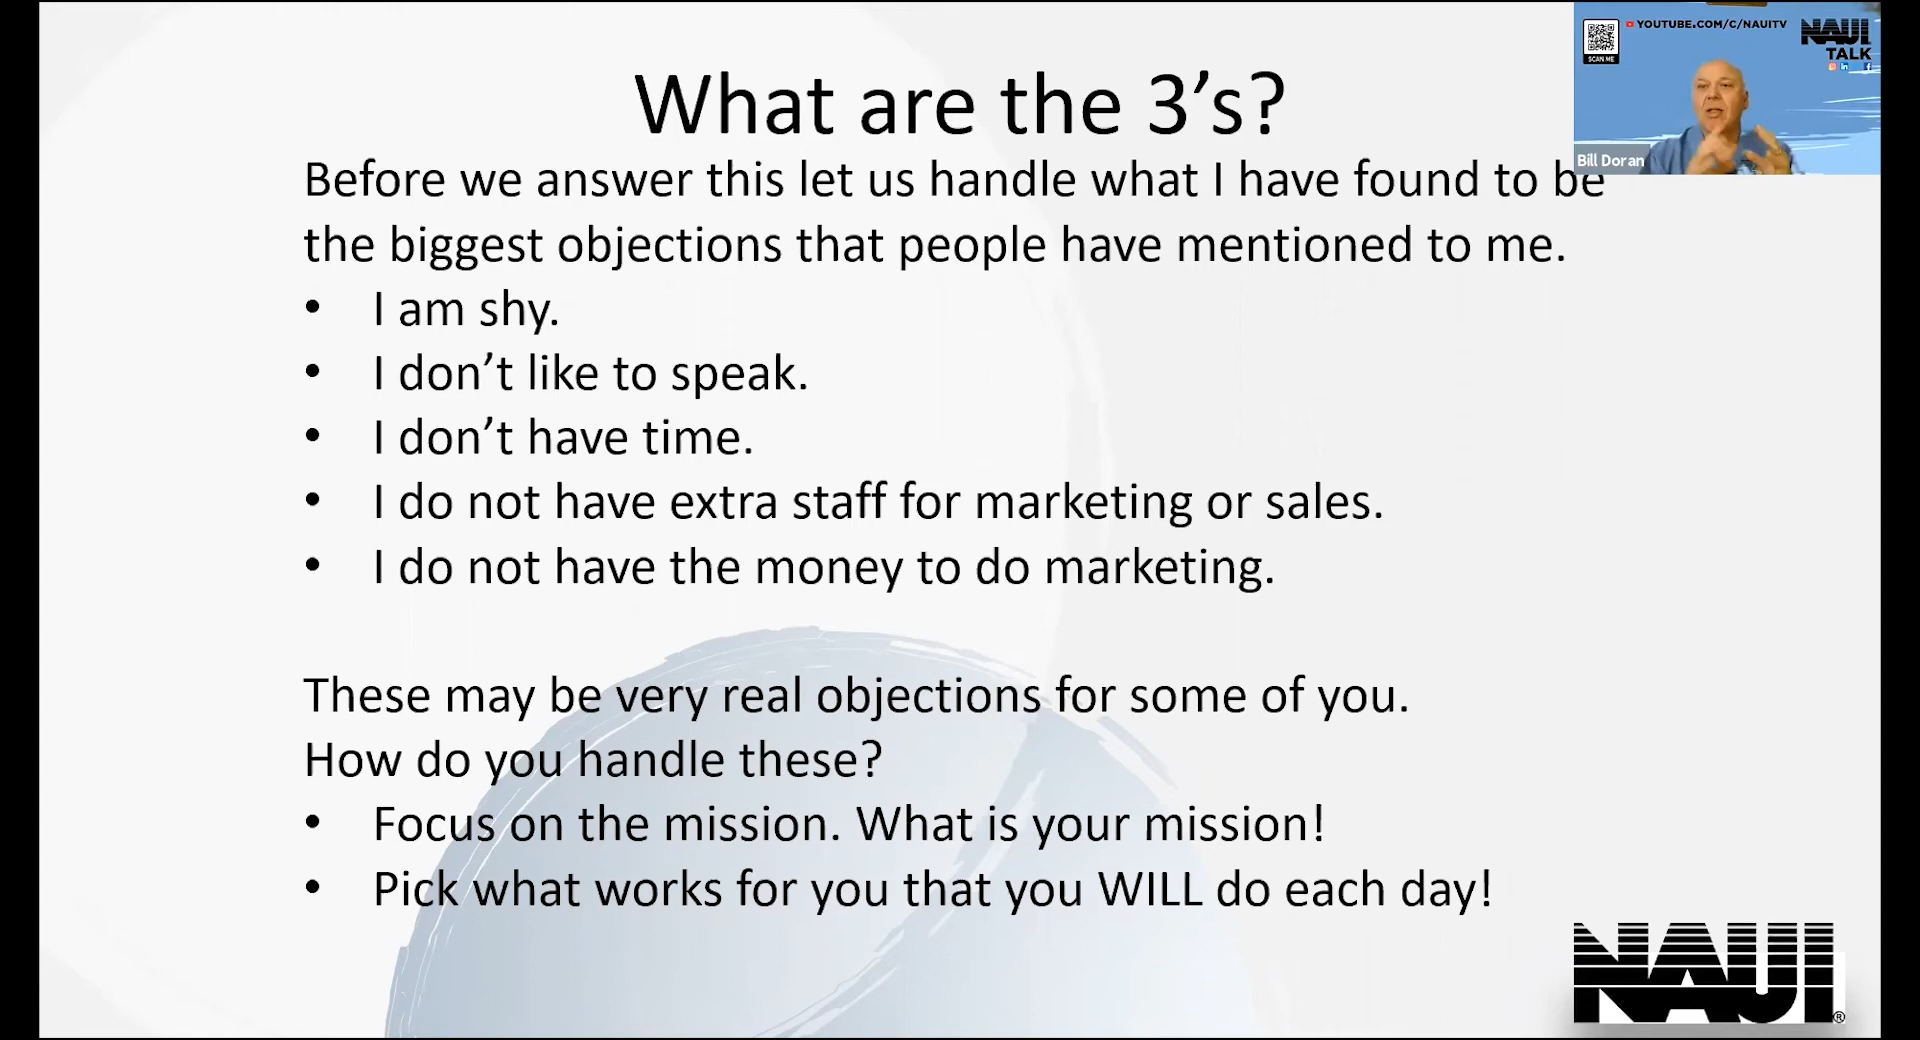 YOUTUBE.COM/C/NAUITV
NAUI
TALK
SCAN ME
Bill Doran
What are the 3’s?
Before we answer this let us handle what I have found to be
the biggest objections that people have mentioned to me.
• I am shy.
• I don’t like to speak.
• I don’t have time.
• I do not have extra staff for marketing or sales.
• I do not have the money to do marketing.
These may be very real objections for some of you.
How do you handle these?
• Focus on the mission. What is your mission!
• Pick what works for you that you WILL do each day!
NAUI®